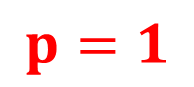 p = 1